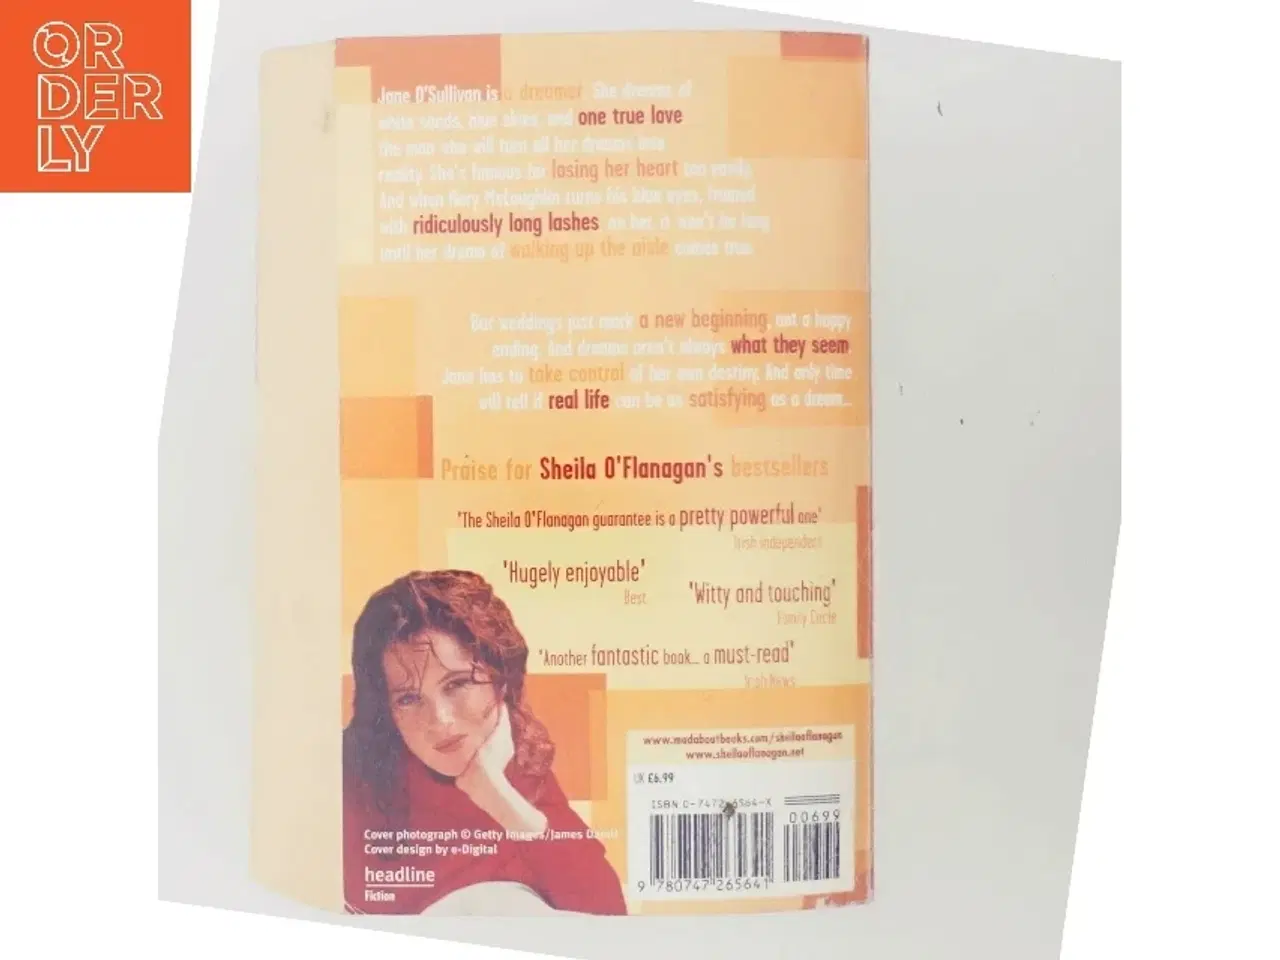 ORDERLY
Jane O'Sullivan is a dreamer. She dreams of
white sands, blue skies, and one true love
the man who will turn all her dreams into
reality. She's famous for losing her heart too easily.
And when Rory McLoughlin turns his blue eyes, framed
with ridiculously long lashes, on her, it won't be long
until her dream of walking up the aisle comes true.
But weddings just mark a new beginning, not a happy
ending. And dreams aren't always what they seem.
Jane has to take control of her own destiny. And only time
will tell if real life can be as satisfying as a dream...
Praise for Sheila O'Flanagan's bestsellers
'The Sheila O'Flanagan guarantee is a pretty powerful one'
Irish Independent
'Hugely enjoyable'
Best
'Witty and touching'
Family Circle
'Another fantastic book... a must-read'
Irish News
www.madaboutbooks.com/sheilaoflanagan
www.sheilaoflanagan.net
UK £6.99
ISBN 0-7472-6564-X
00699
9 780747 265641
Cover photograph © Getty Images/James Darell
Cover design by e-Digital
headline
Fiction